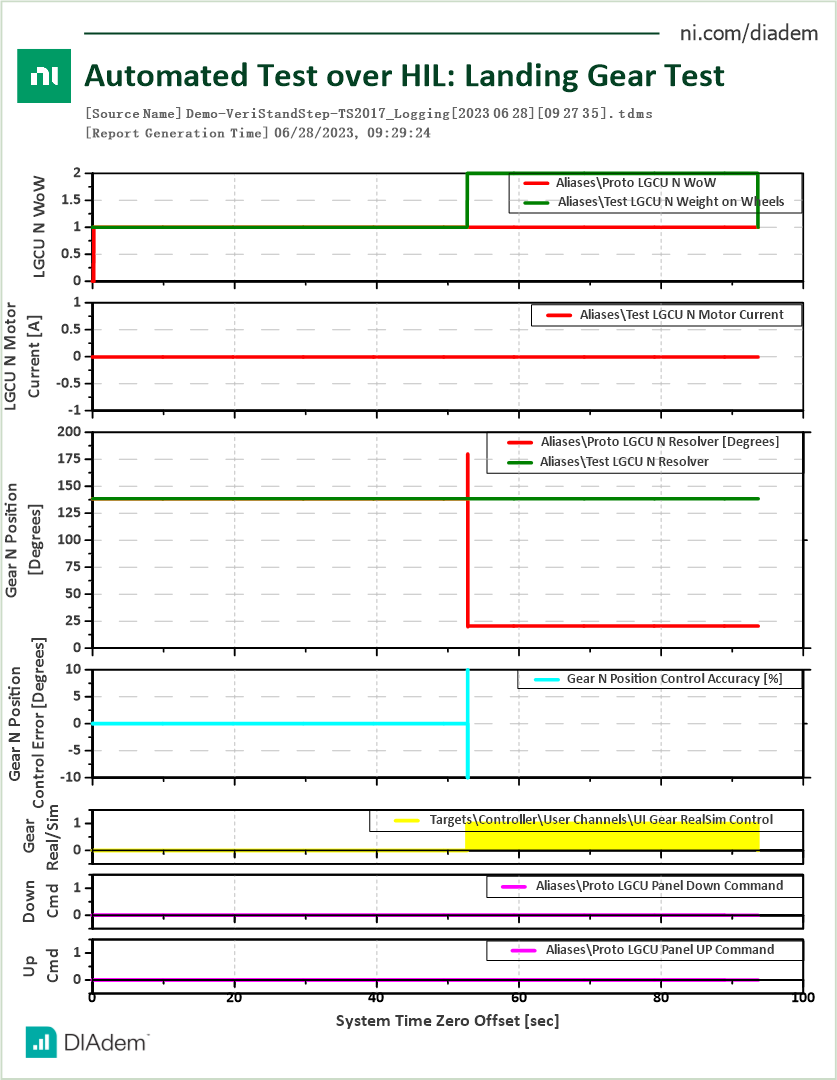 ni.com/diadem
ni
Automated Test over HIL: Landing Gear Test
[Source Name] Demo-VeriStandStep-TS2017_Logging[2023 06 28][09 27 35].tdms
[Report Generation Time] 06/28/2023, 09:29:24
LGCU N WoW
2
1.5
1
0.5
0
Aliases\Proto LGCU N WoW
Aliases\Test LGCU N Weight on Wheels
LGCU N Motor
Current [A]
1
0.5
0
-0.5
-1
Aliases\Test LGCU N Motor Current
Gear N Position
[Degrees]
200
175
150
125
100
75
50
25
0
Aliases\Proto LGCU N Resolver [Degrees]
Aliases\Test LGCU N Resolver
Gear N Position
Control Error [Degrees]
10
5
0
-5
-10
Gear N Position Control Accuracy [%]
Gear
Real/Sim
1
0
Targets\Controller\User Channels\UI Gear RealSim Control
Down
Cmd
1
0
Aliases\Proto LGCU Panel Down Command
Up
Cmd
1
0
Aliases\Proto LGCU Panel UP Command
0 20 40 60 80 100
System Time Zero Offset [sec]
DIAdem™